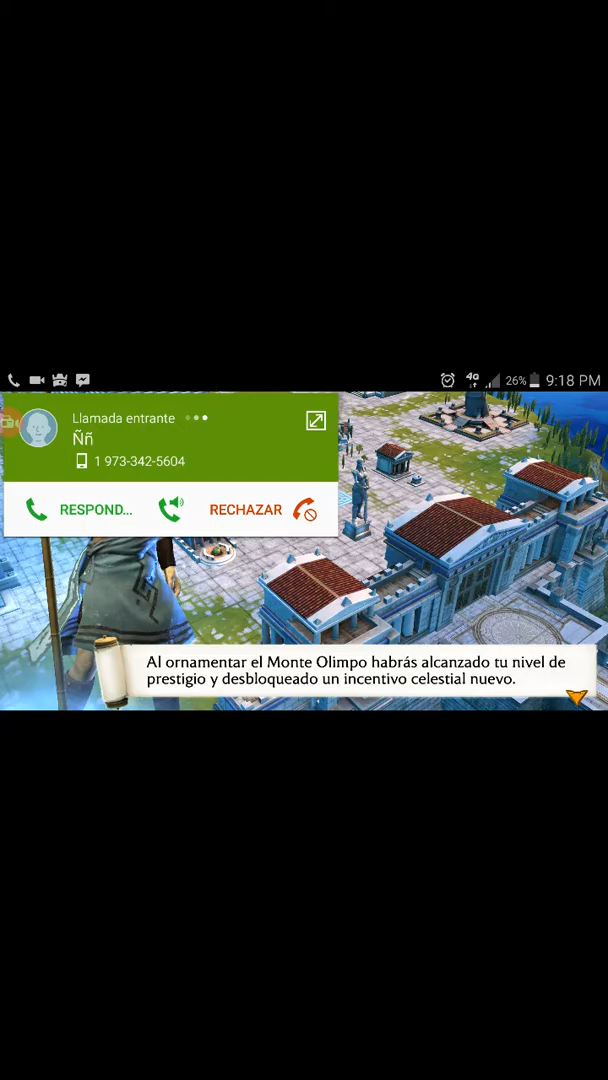 4G 26% 9:18 PM
Llamada entrante
Ññ
1 973-342-5604
RESPOND... RECHAZAR
Al ornamentar el Monte Olimpo habrás alcanzado tu nivel de
prestigio y desbloqueado un incentivo celestial nuevo.